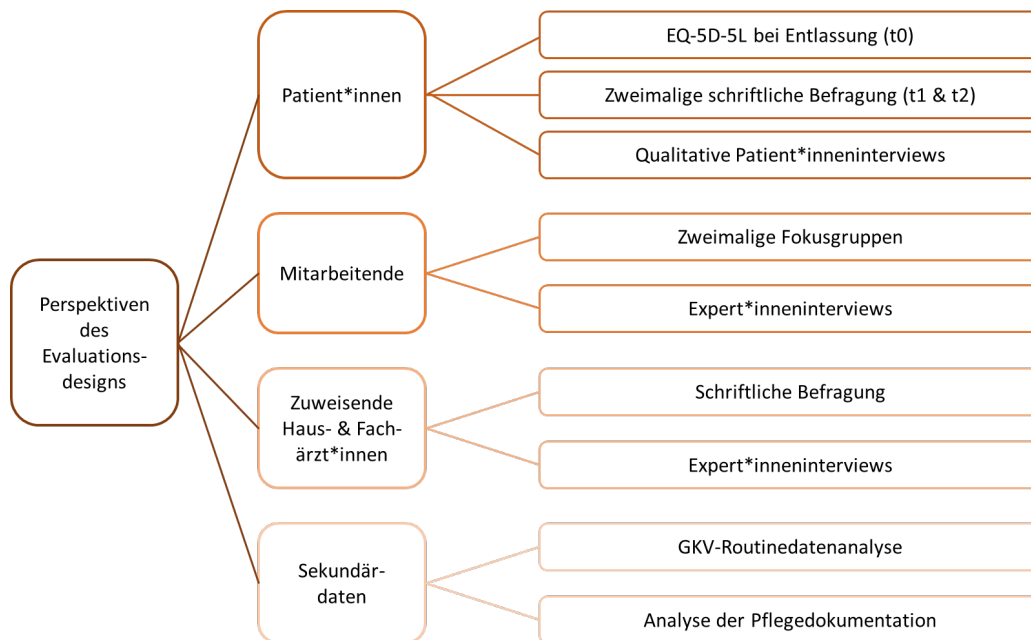 Perspektiven
des
Evaluations-
designs
Patient*innen
EQ-5D-5L bei Entlassung (t0)
Zweimalige schriftliche Befragung (t1 & t2)
Qualitative Patient*inneninterviews
Mitarbeitende
Zweimalige Fokusgruppen
Expert*inneninterviews
Zuweisende
Haus- & Fach-
ärzt*innen
Schriftliche Befragung
Expert*inneninterviews
Sekundär-
daten
GKV-Routinedatenanalyse
Analyse der Pflegedokumentation